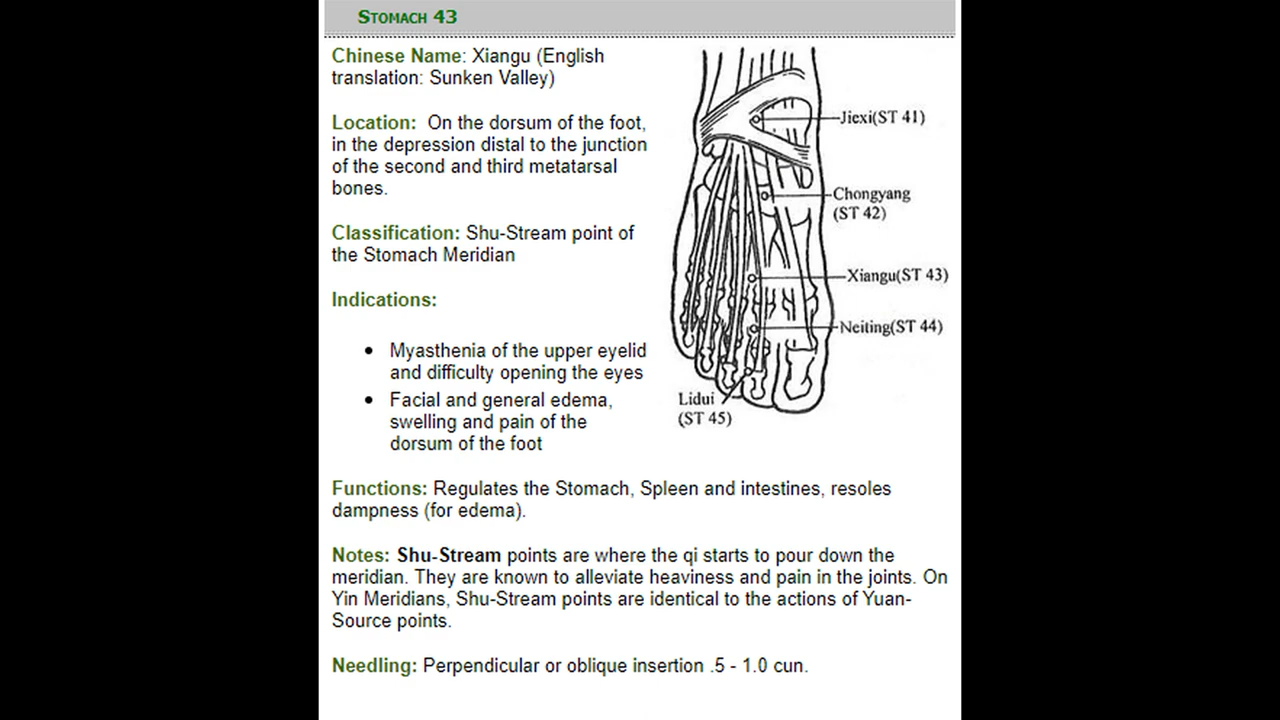 STOMACH 43
Chinese Name: Xiangu (English
translation: Sunken Valley)
Location: On the dorsum of the foot,
in the depression distal to the junction
of the second and third metatarsal
bones.
Classification: Shu-Stream point of
the Stomach Meridian
Indications:
• Myasthenia of the upper eyelid
and difficulty opening the eyes
• Facial and general edema,
swelling and pain of the
dorsum of the foot
Jiexi(ST 41)
Chongyang
(ST 42)
Xiangu(ST 43)
Neiting(ST 44)
Lidui
(ST 45)
Functions: Regulates the Stomach, Spleen and intestines, resoles
dampness (for edema).
Notes: Shu-Stream points are where the qi starts to pour down the
meridian. They are known to alleviate heaviness and pain in the joints. On
Yin Meridians, Shu-Stream points are identical to the actions of Yuan-
Source points.
Needling: Perpendicular or oblique insertion .5 - 1.0 cun.